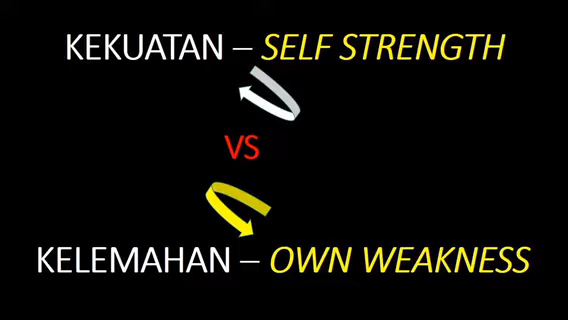 KEKUATAN – SELF STRENGTH
VS
KELEMAHAN – OWN WEAKNESS